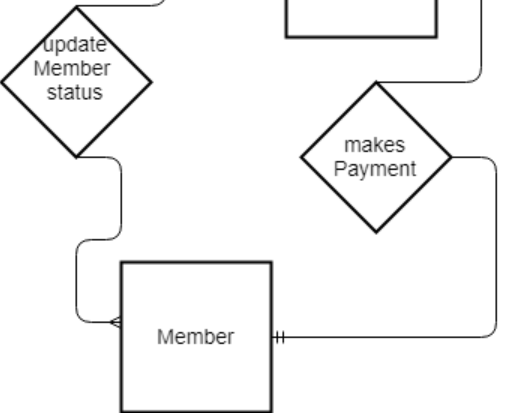 update
Member
status
makes
Payment
Member